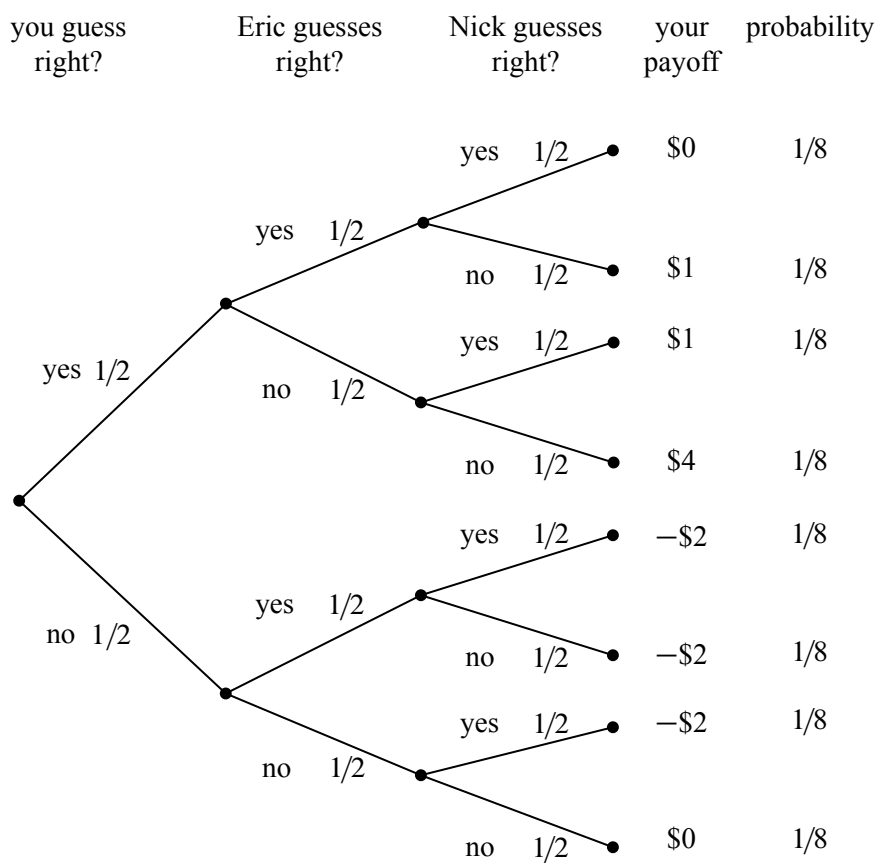 you guess Eric guesses Nick guesses your probability
right? right? right? payoff
yes 1/2 $0 1/8
yes 1/2
no 1/2 $1 1/8
yes 1/2 $1 1/8
yes 1/2
no 1/2
no 1/2 $4 1/8
yes 1/2 −$2 1/8
yes 1/2
no 1/2
no 1/2 −$2 1/8
yes 1/2 −$2 1/8
no 1/2
no 1/2 $0 1/8